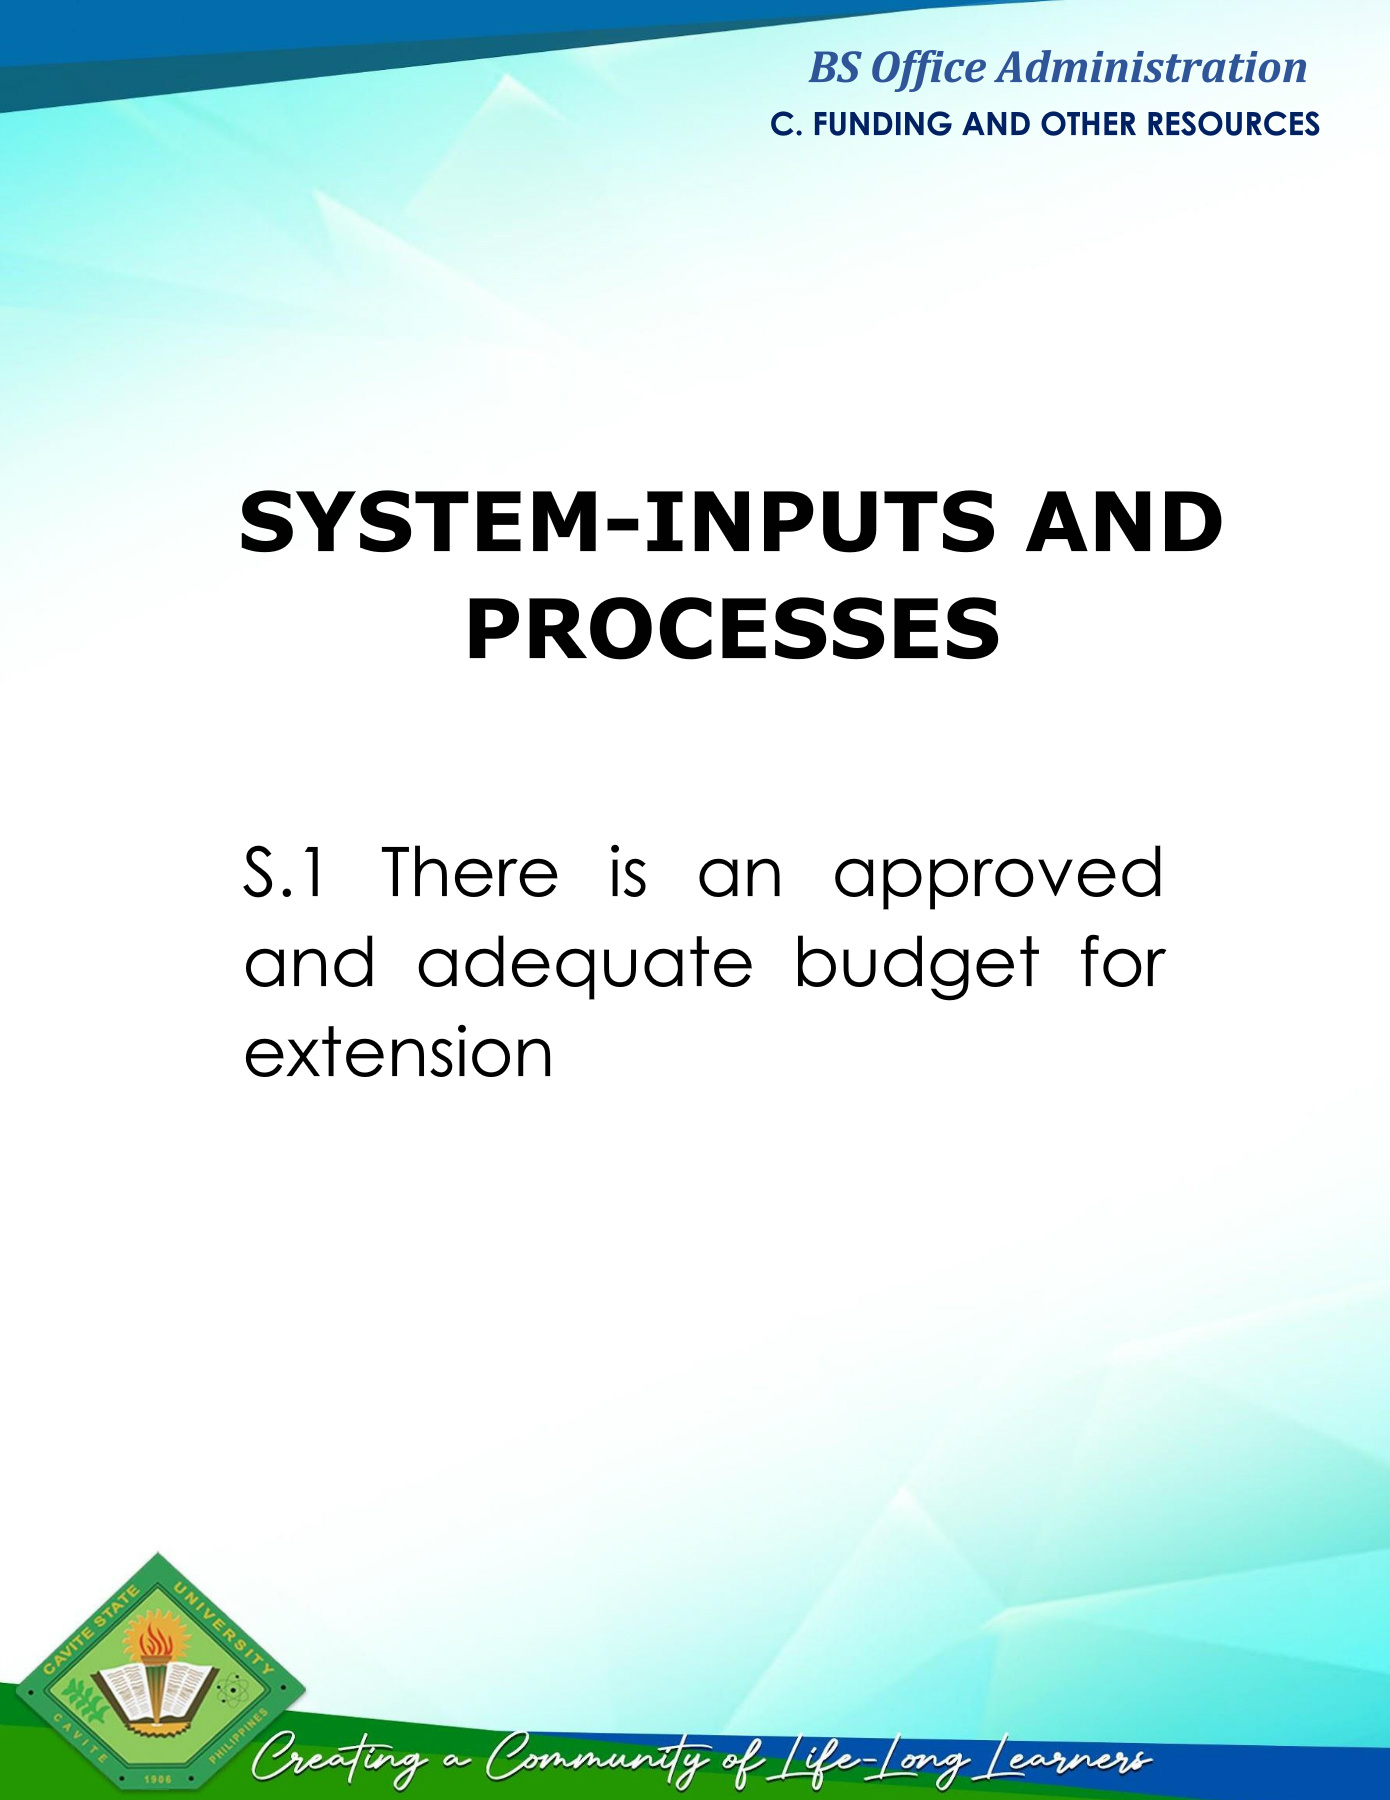 BS Office Administration
C. FUNDING AND OTHER RESOURCES
SYSTEM-INPUTS AND
PROCESSES
S.1 There is an approved
and adequate budget for
extension
CAVITE STATE UNIVERSITY
CAVITE PHILIPPINES
1906
Creating a Community of Life-Long Learners